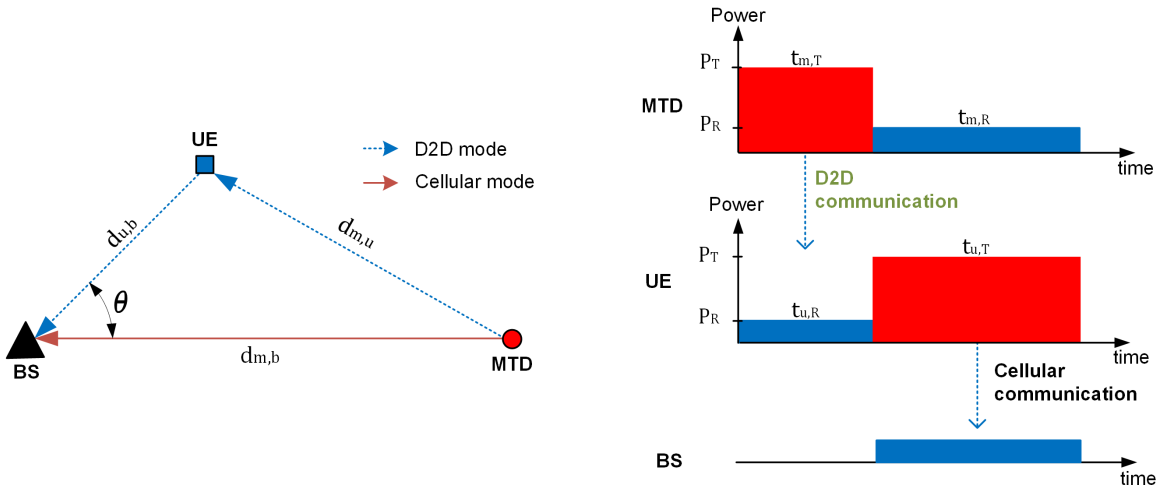 UE
D2D mode
Cellular mode
du,b
dm,u
θ
dm,b
BS
MTD
Power
PT
tm,T
MTD
PR
tm,R
time
D2D
communication
Power
PT
tu,T
UE
PR
tu,R
time
Cellular
communication
BS
time